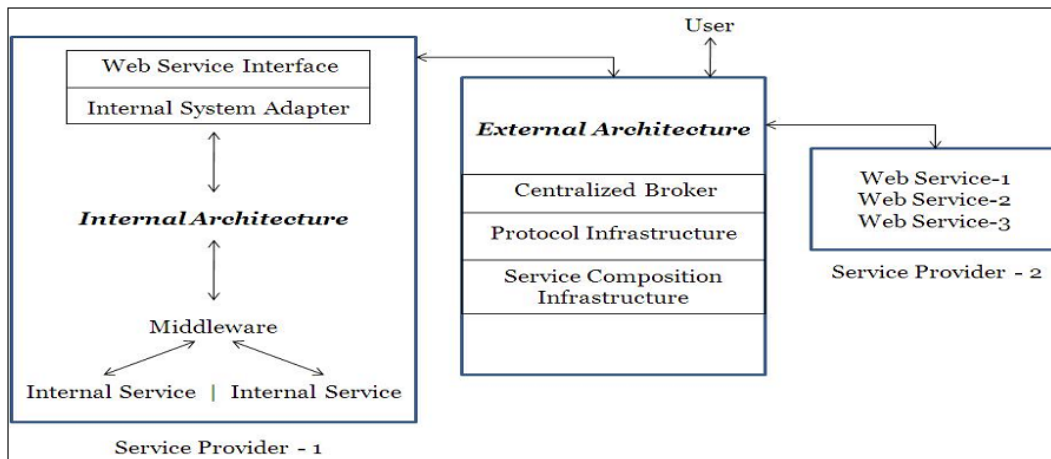 Web Service Interface
Internal System Adapter
Internal Architecture
Middleware
Internal Service | Internal Service
Service Provider - 1
User
External Architecture
Centralized Broker
Protocol Infrastructure
Service Composition
Infrastructure
Web Service-1
Web Service-2
Web Service-3
Service Provider - 2